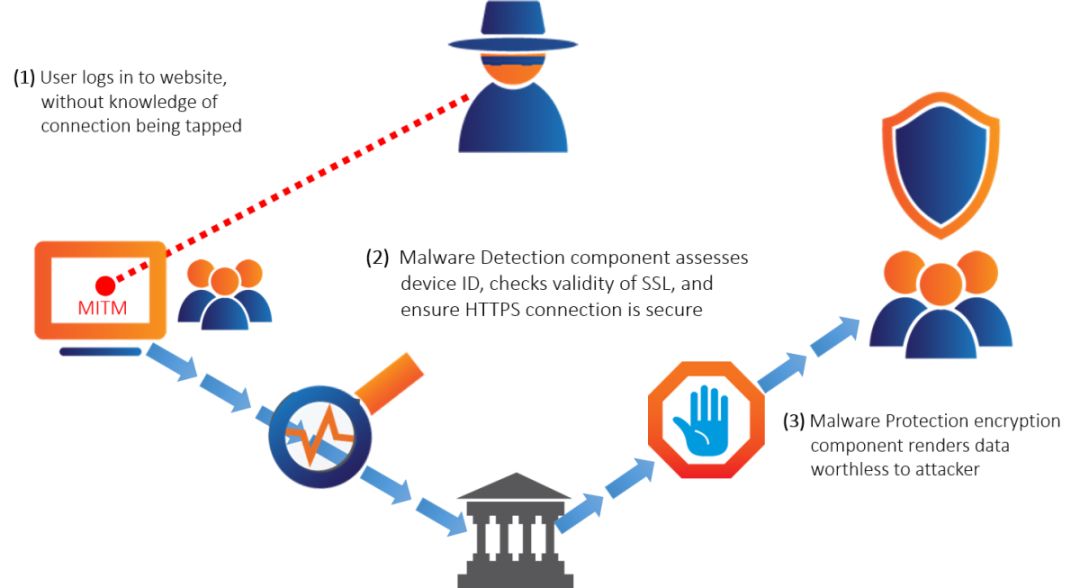 (1) User logs in to website,
without knowledge of
connection being tapped
MITM
(2) Malware Detection component assesses
device ID, checks validity of SSL, and
ensure HTTPS connection is secure
(3) Malware Protection encryption
component renders data
worthless to attacker